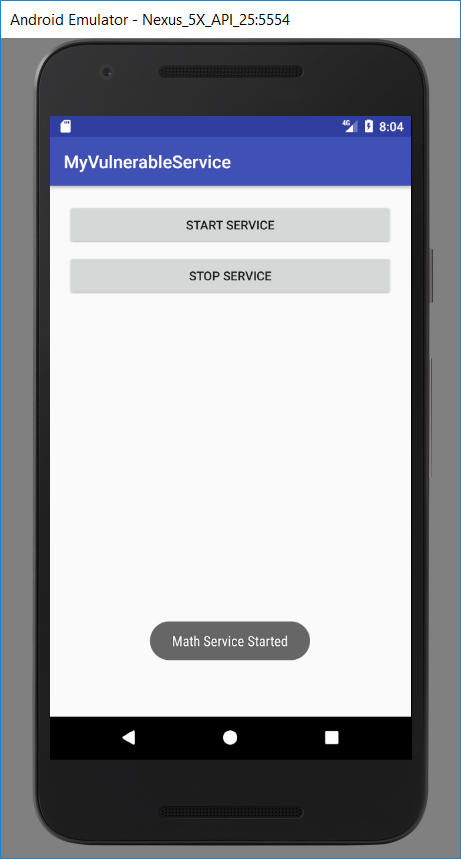 Android Emulator - Nexus_5X_API_25:5554
4G 8:04
MyVulnerableService
START SERVICE
STOP SERVICE
Math Service Started